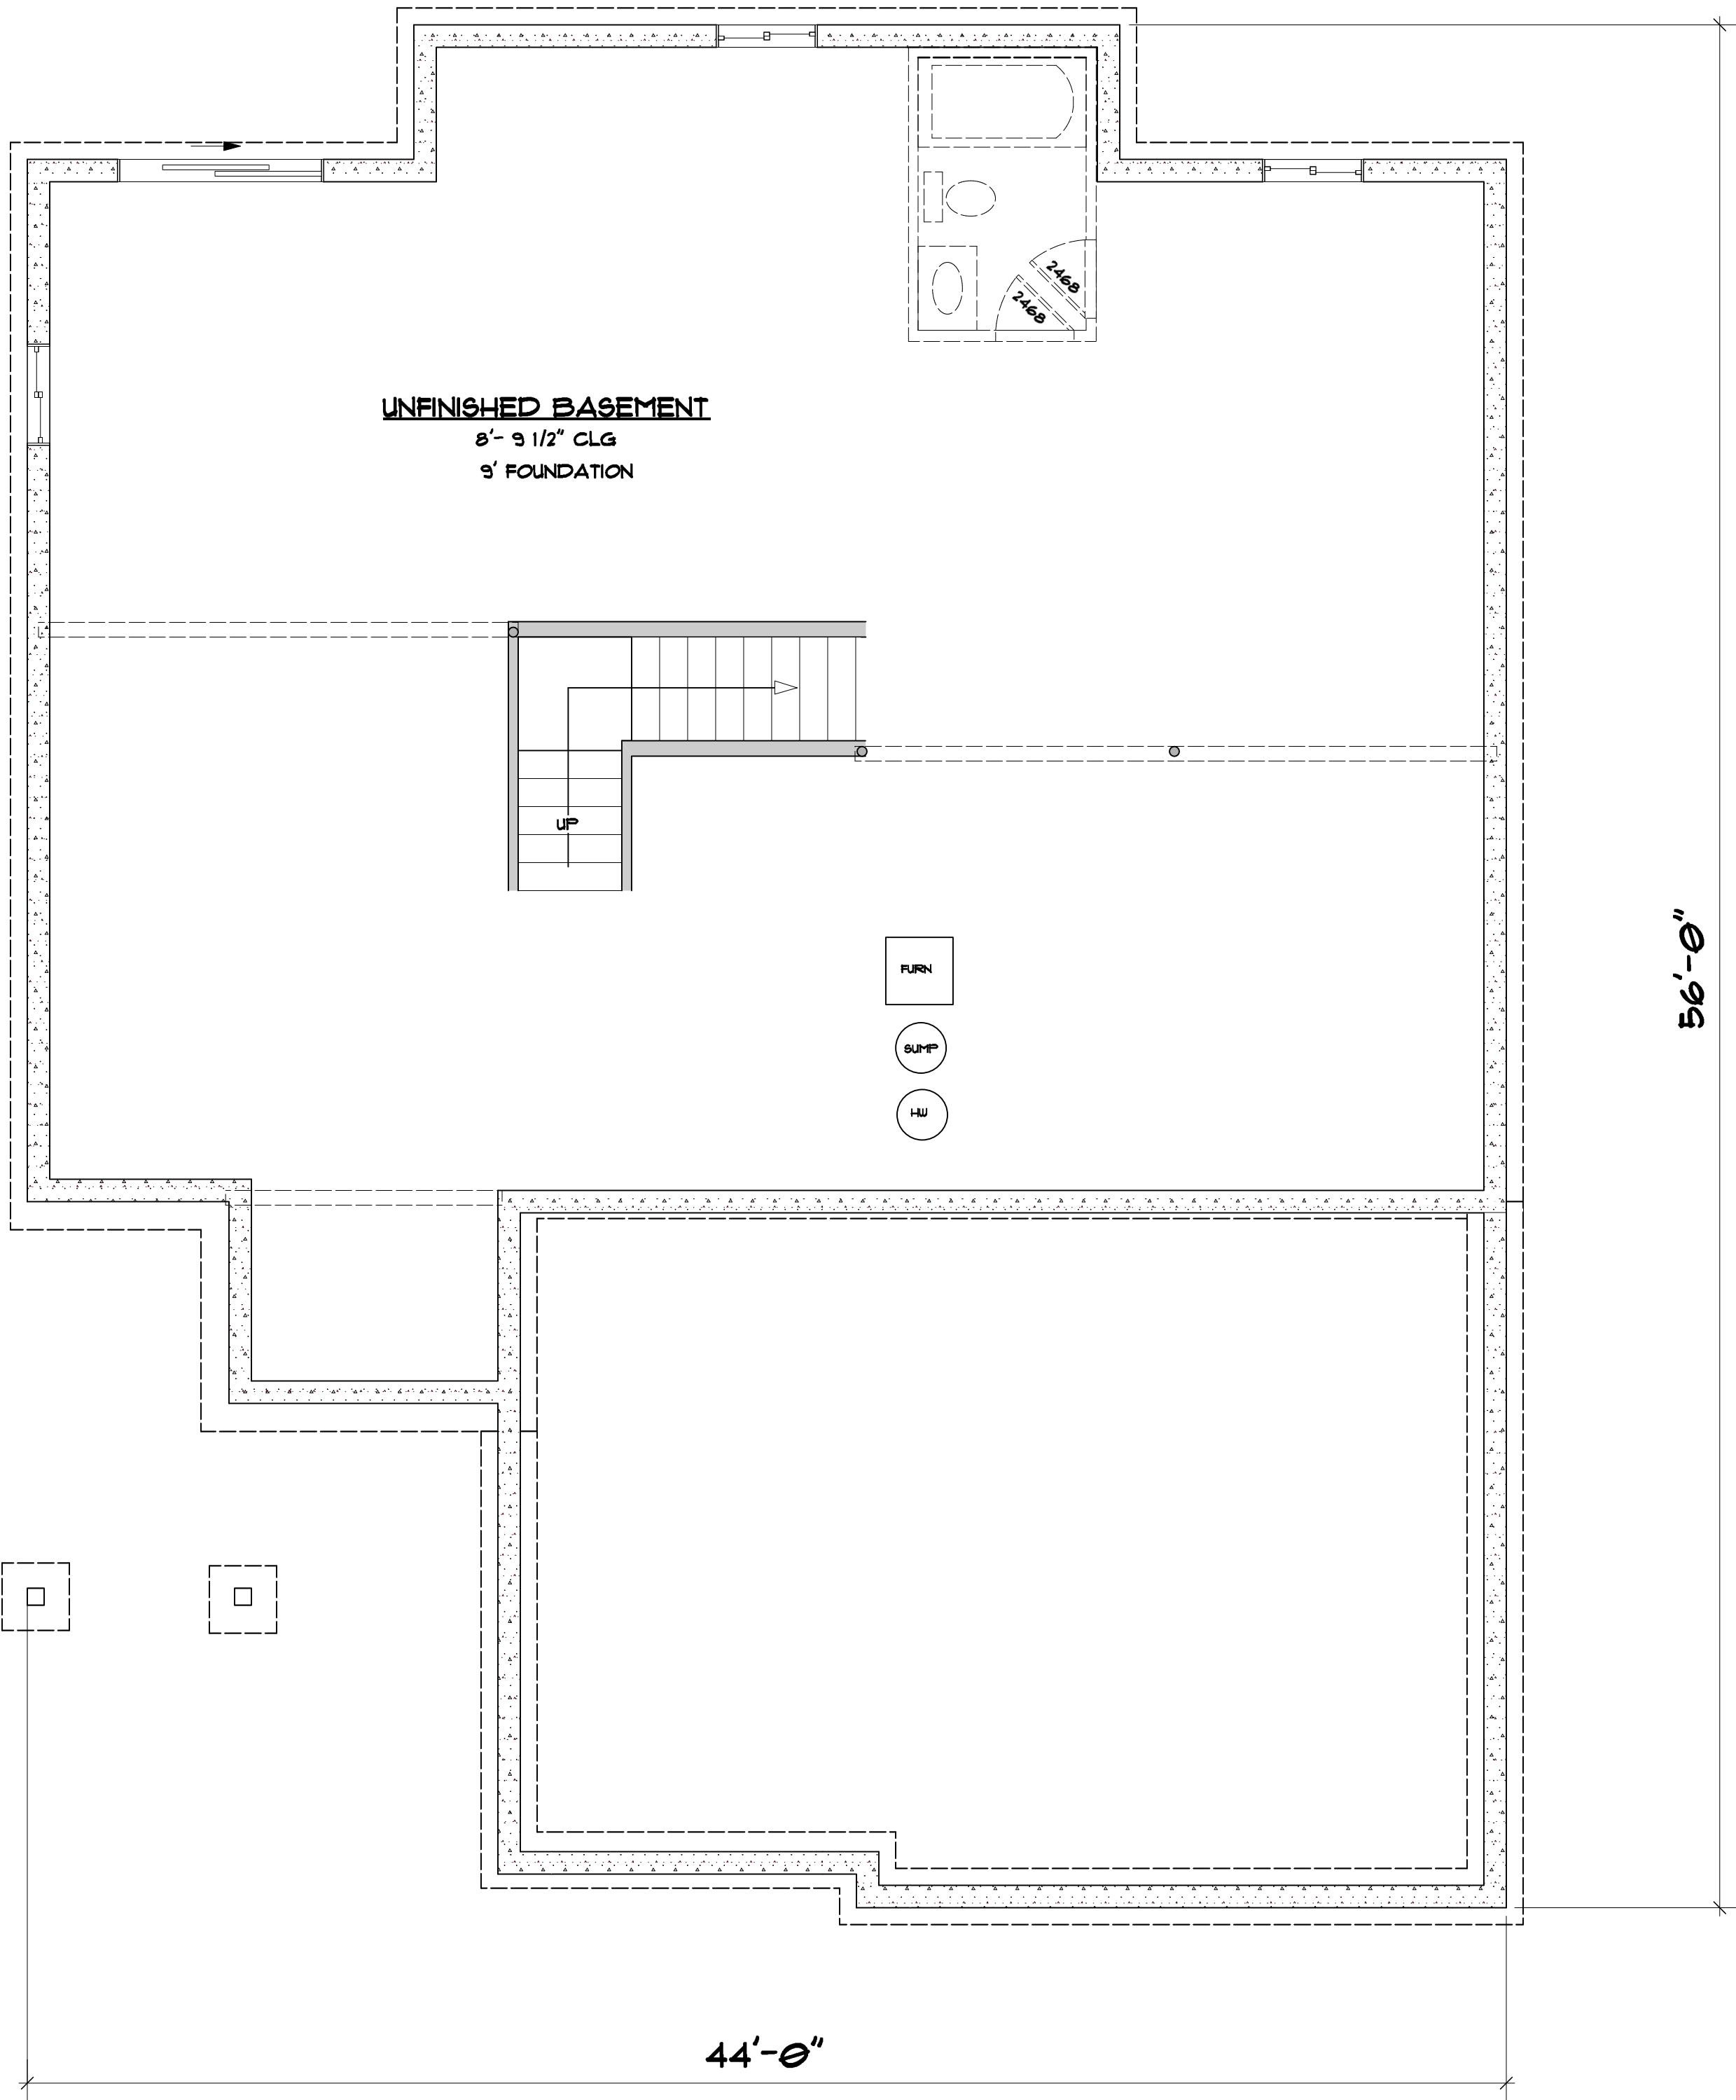 2468
2468
UNFINISHED BASEMENT
8'- 9 1/2" CLG
9' FOUNDATION
UP
FURN
SUMP
HW
56'-0"
44'-0"